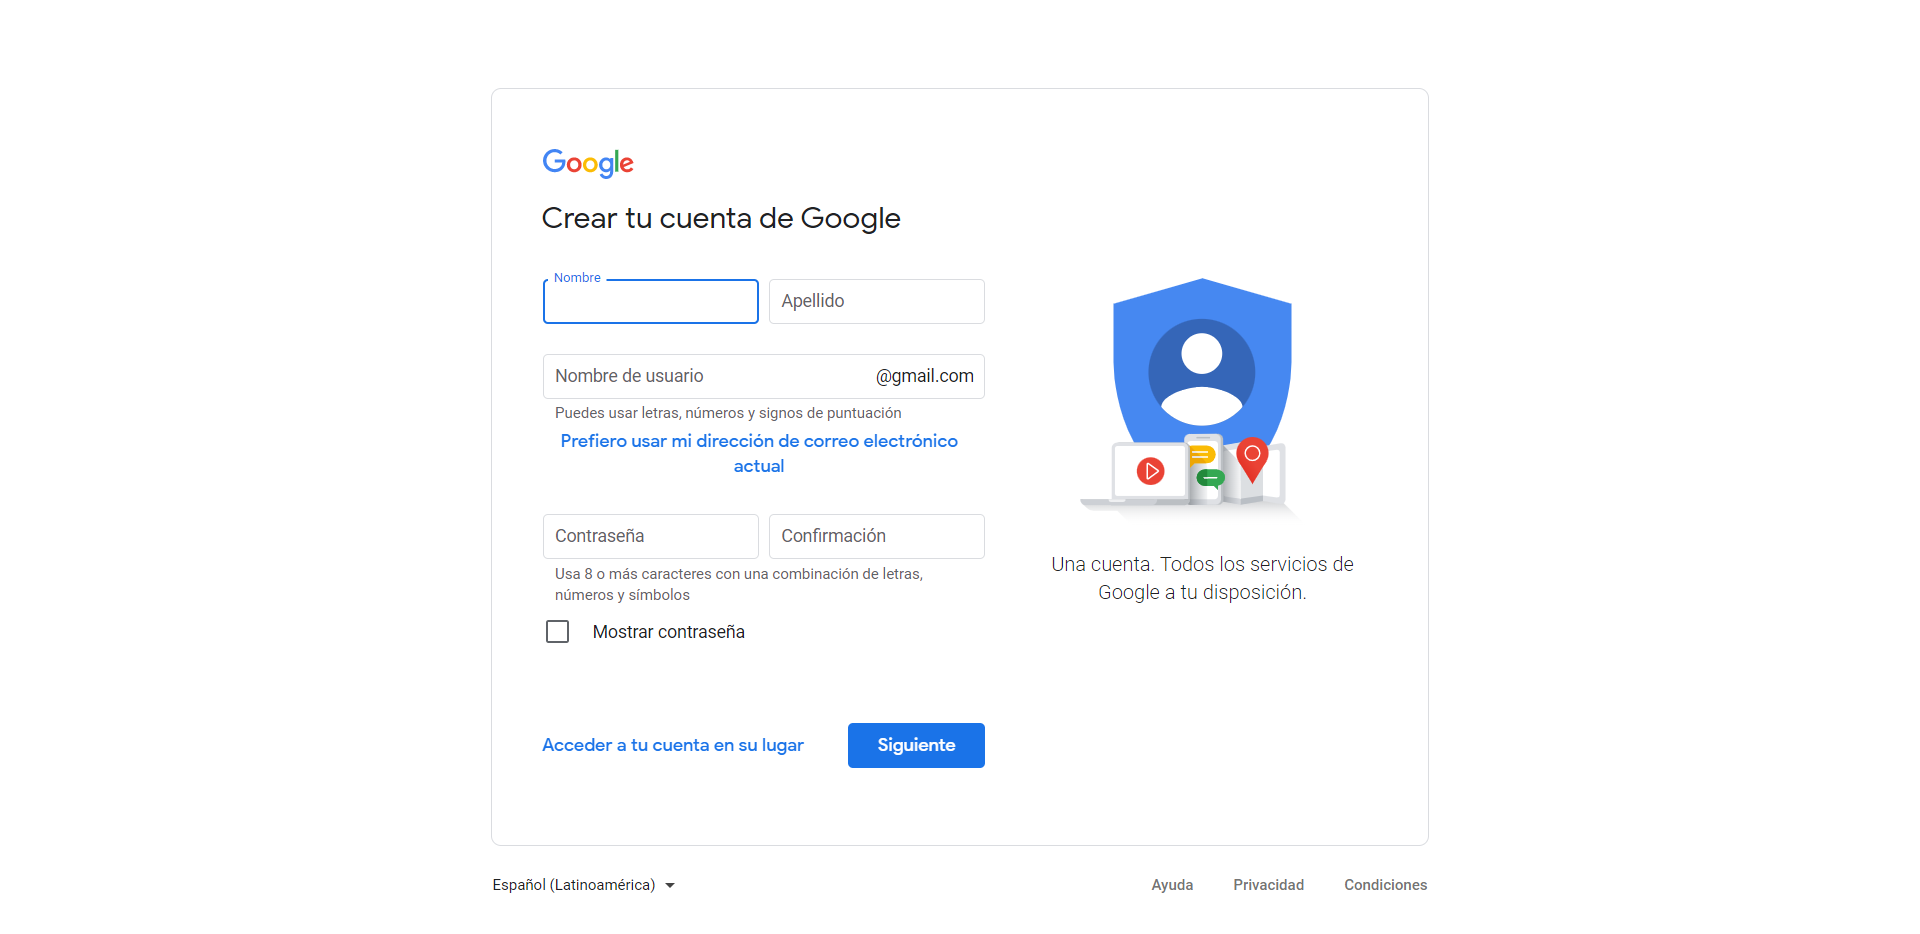 Google
Crear tu cuenta de Google
Nombre
Apellido
Nombre de usuario
@gmail.com
Puedes usar letras, números y signos de puntuación
Prefiero usar mi dirección de correo electrónico
actual
Contraseña
Confirmación
Usa 8 o más caracteres con una combinación de letras,
números y símbolos
Mostrar contraseña
Acceder a tu cuenta en su lugar
Siguiente
Una cuenta. Todos los servicios de
Google a tu disposición.
Español (Latinoamérica)
Ayuda
Privacidad
Condiciones